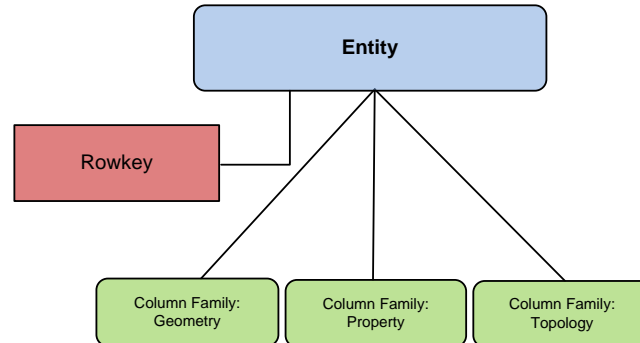 Entity
Rowkey
Column Family:
Geometry
Column Family:
Property
Column Family:
Topology